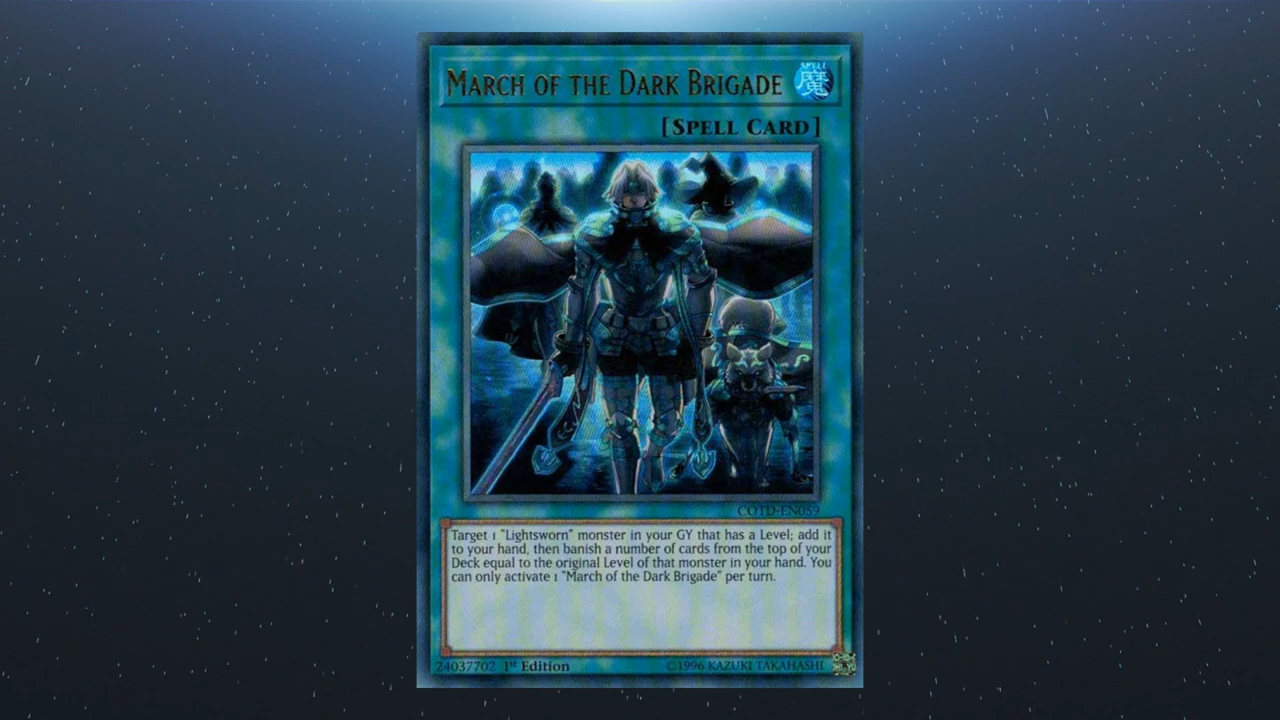 MARCH OF THE DARK BRIGADE
SPELL
魔
[SPELL CARD]
COTD-EN059
Target 1 "Lightsworn" monster in your GY that has a Level; add it
to your hand, then banish a number of cards from the top of your
Deck equal to the original Level of that monster in your hand. You
can only activate 1 "March of the Dark Brigade" per turn.
24037702 1st Edition
©1996 KAZUKI TAKAHASHI